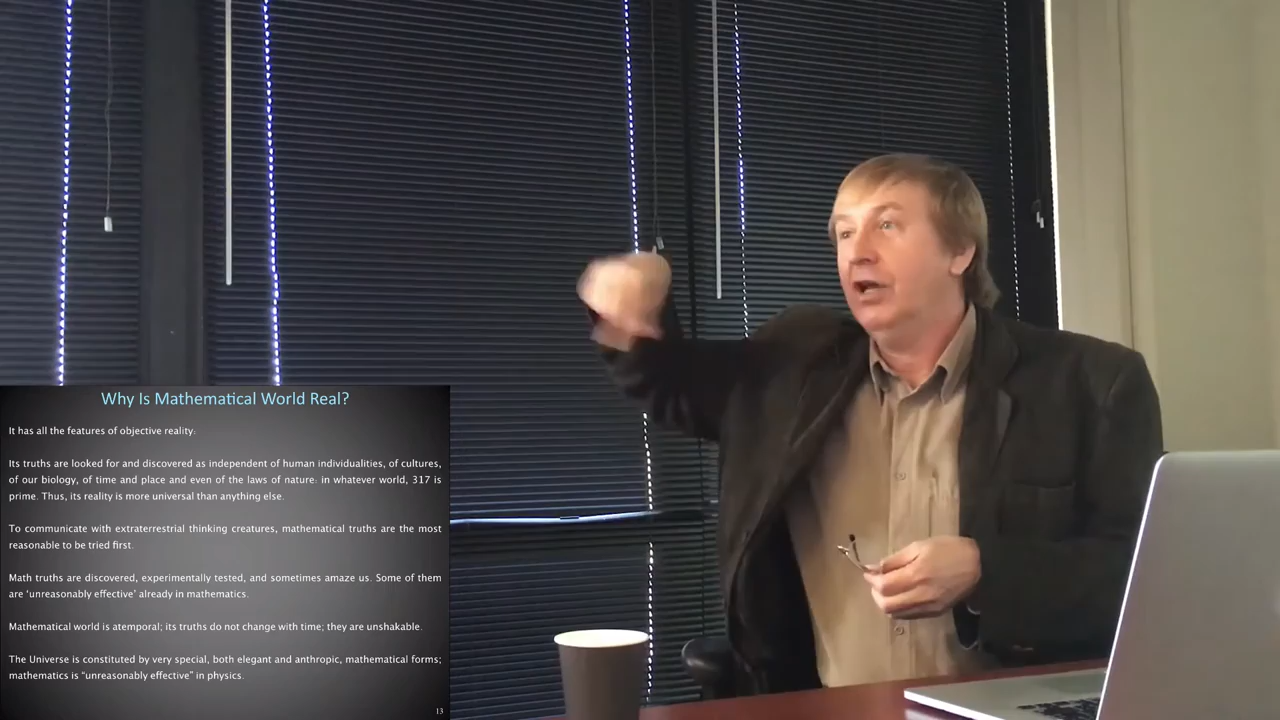 Why Is Mathematical World Real?
It has all the features of objective reality.
Its truths are looked for and discovered as independent of human individualities, of cultures,
of our biology, of time and place and even of the laws of nature: in whatever world, 317 is
prime. Thus, its reality is more universal than anything else.
To communicate with extraterrestrial thinking creatures, mathematical truths are the most
reasonable to be tried first.
Math truths are discovered, experimentally tested, and sometimes amaze us. Some of them
are ‘unreasonably effective’ already in mathematics.
Mathematical world is atemporal; its truths do not change with time; they are unshakable.
The Universe is constituted by very special, both elegant and anthropic, mathematical forms;
mathematics is “unreasonably effective” in physics.
13